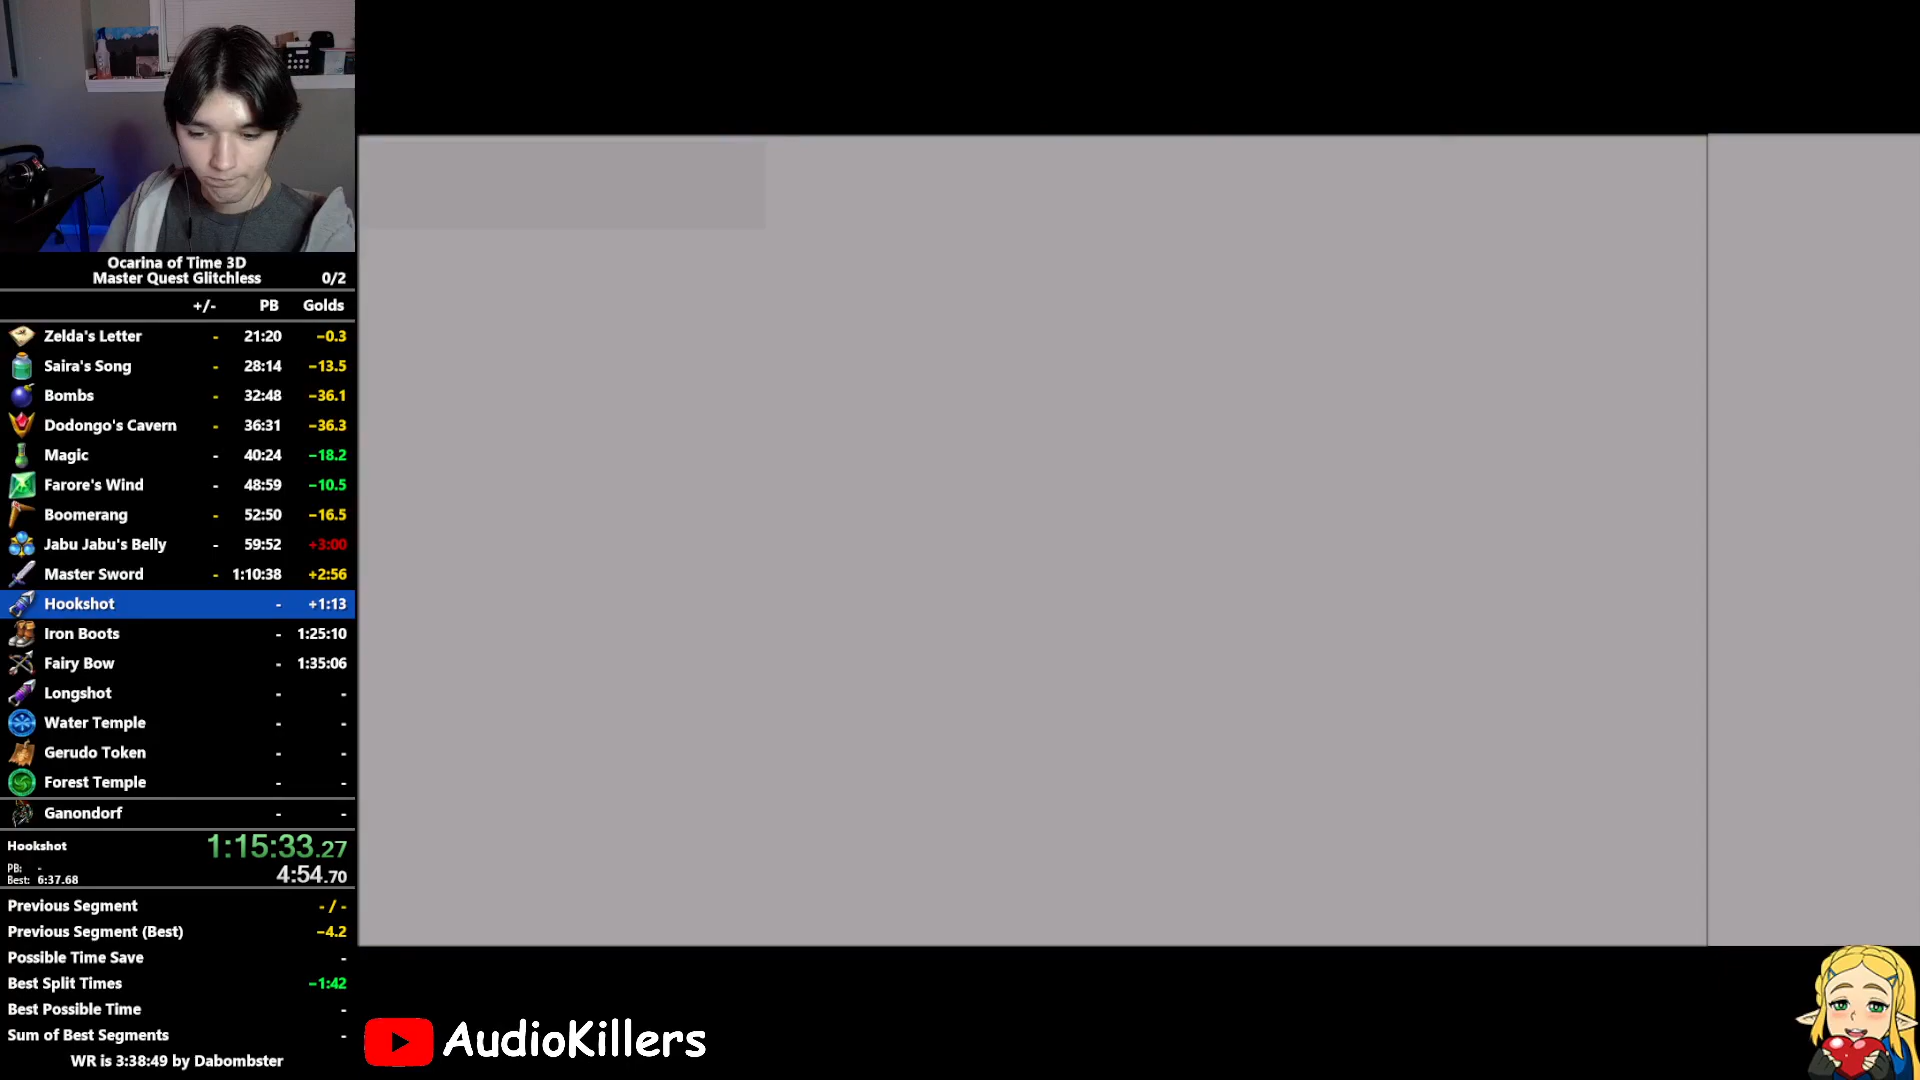 Ocarina of Time 3D
Master Quest Glitchless 0/2
+/- PB Golds
Zelda's Letter - 21:20 −0.3
Saira's Song - 28:14 −13.5
Bombs - 32:48 −36.1
Dodongo's Cavern - 36:31 −36.3
Magic - 40:24 −18.2
Farore's Wind - 48:59 −10.5
Boomerang - 52:50 −16.5
Jabu Jabu's Belly - 59:52 +3:00
Master Sword - 1:10:38 +2:56
Hookshot - +1:13
Iron Boots - 1:25:10
Fairy Bow - 1:35:06
Longshot - -
Water Temple - -
Gerudo Token - -
Forest Temple - -
Ganondorf - -
Hookshot 1:15:33.27
PB: -
Best: 6:37.68 4:54.70
Previous Segment - / -
Previous Segment (Best) −4.2
Possible Time Save -
Best Split Times −1:42
Best Possible Time -
Sum of Best Segments -
WR is 3:38:49 by Dabombster
AudioKillers